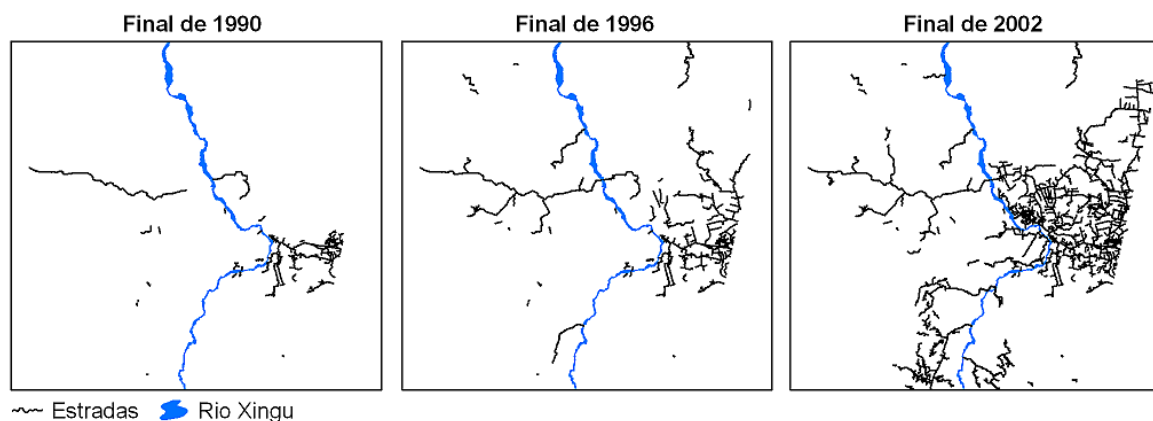 Final de 1990
Final de 1996
Final de 2002
Estradas
Rio Xingu